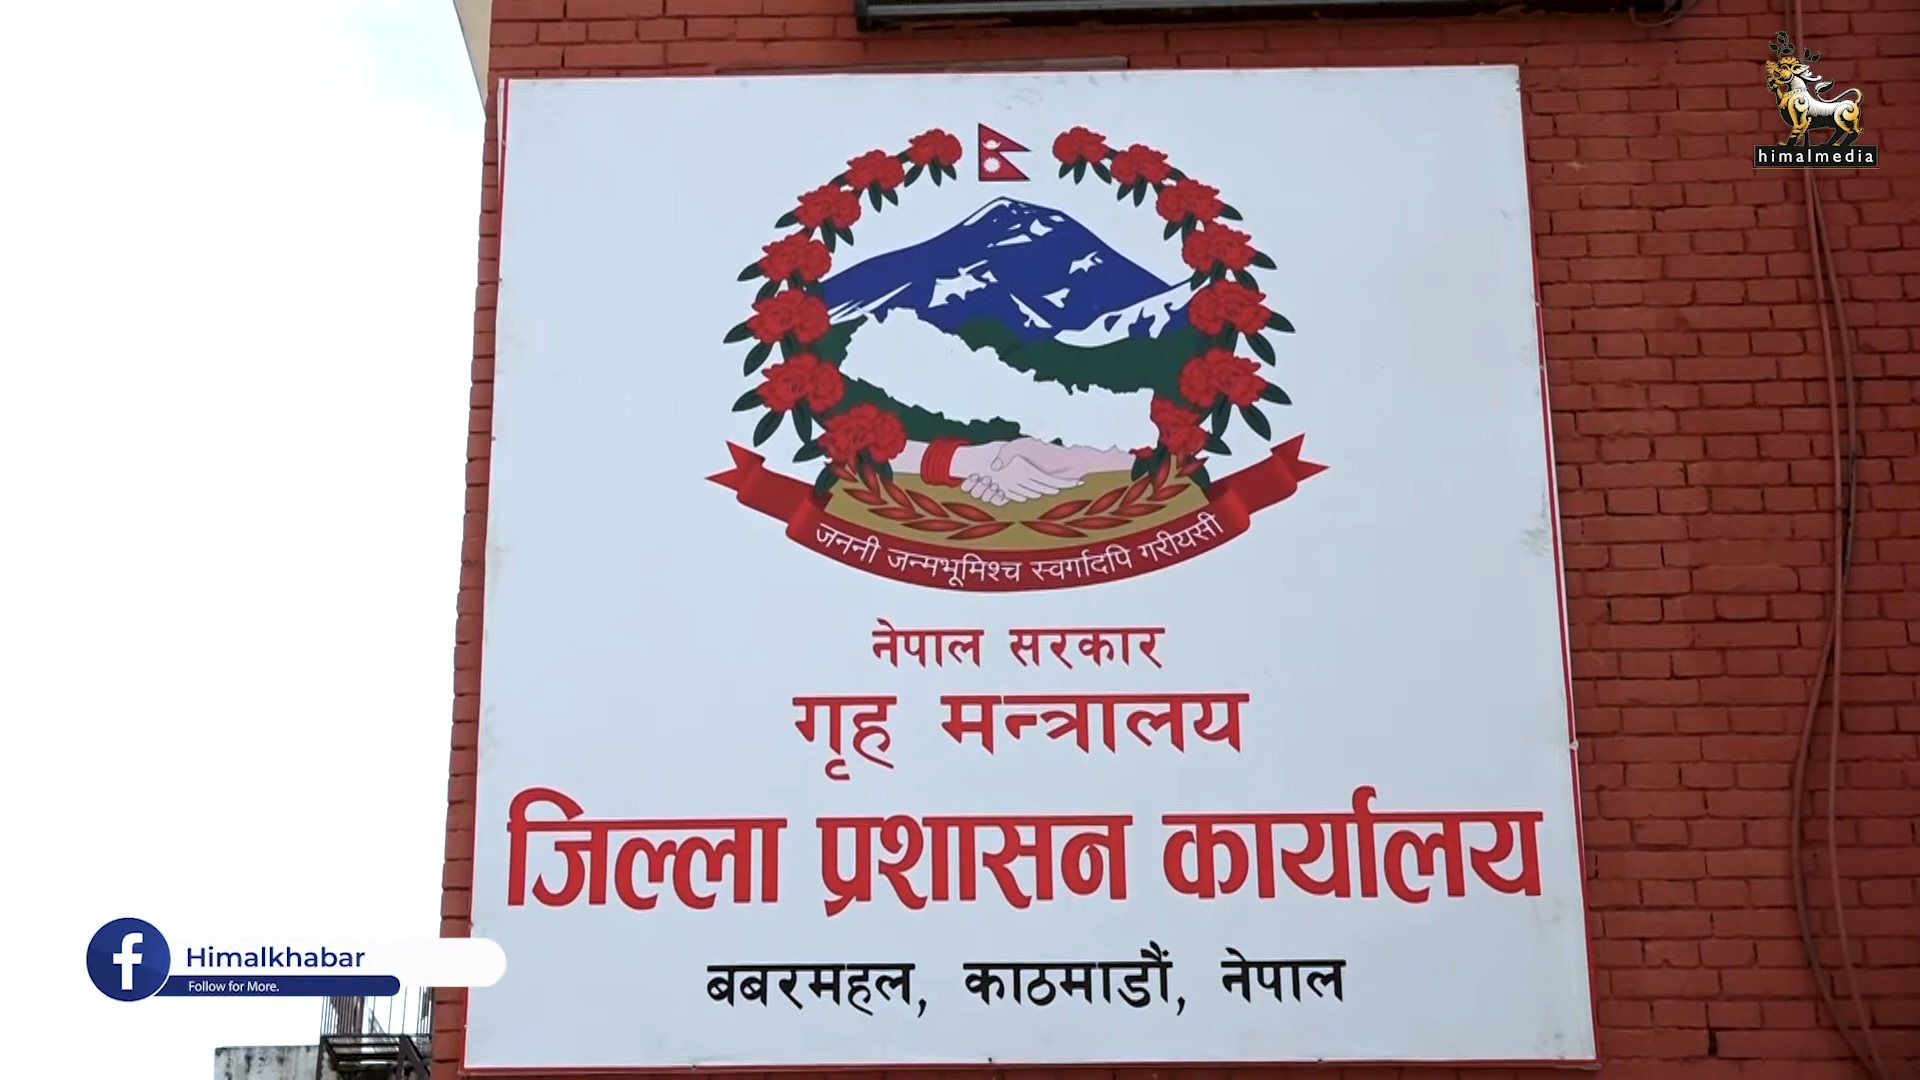 himalmedia
जननी जन्मभूमिश्च स्वर्गादपि गरीयसी
नेपाल सरकार
गृह मन्त्रालय
जिल्ला प्रशासन कार्यालय
बबरमहल, काठमाडौं, नेपाल
Himalkhabar
Follow for More.